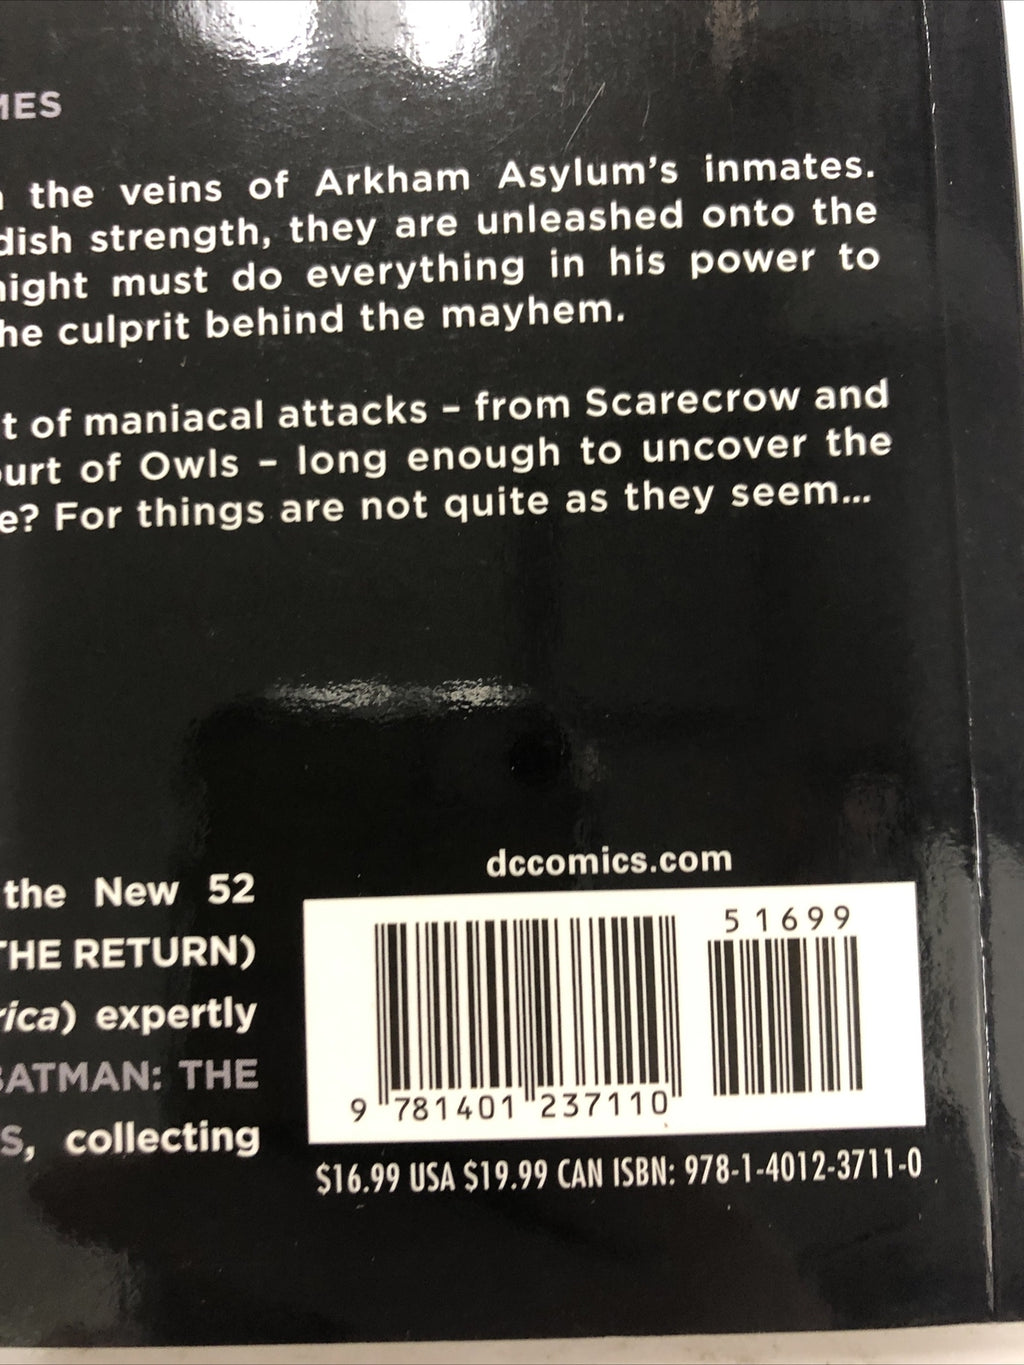 MES
the veins of Arkham Asylum's inmates.
dish strength, they are unleashed onto the
night must do everything in his power to
he culprit behind the mayhem.
t of maniacal attacks – from Scarecrow and
ourt of Owls – long enough to uncover the
e? For things are not quite as they seem...
the New 52
THE RETURN)
rica) expertly
BATMAN: THE
S, collecting
dccomics.com
51699
9 781401 237110
$16.99 USA $19.99 CAN ISBN: 978-1-4012-3711-0